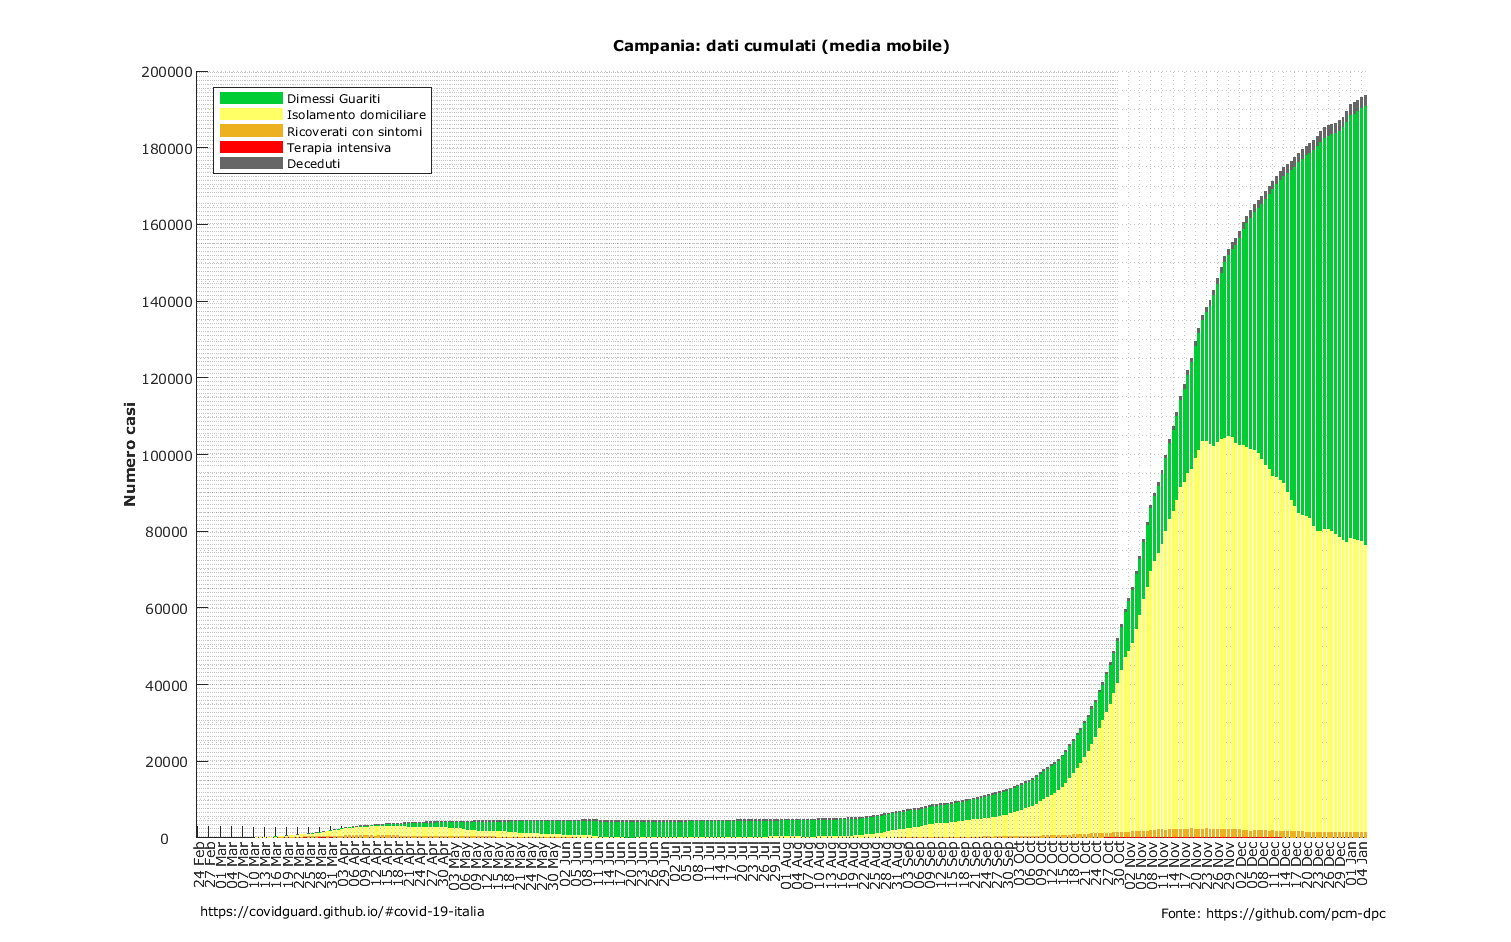 Campania: dati cumulati (media mobile)
200000
180000
160000
140000
120000
100000
80000
60000
40000
20000
0
Numero casi
Dimessi Guariti
Isolamento domiciliare
Ricoverati con sintomi
Terapia intensiva
Deceduti
24 Feb
27 Feb
01 Mar
04 Mar
07 Mar
10 Mar
13 Mar
16 Mar
19 Mar
22 Mar
25 Mar
28 Mar
31 Mar
03 Apr
06 Apr
09 Apr
12 Apr
15 Apr
18 Apr
21 Apr
24 Apr
27 Apr
30 Apr
03 May
06 May
09 May
12 May
15 May
18 May
21 May
24 May
27 May
30 May
02 Jun
05 Jun
08 Jun
11 Jun
14 Jun
17 Jun
20 Jun
23 Jun
26 Jun
29 Jun
02 Jul
05 Jul
08 Jul
11 Jul
14 Jul
17 Jul
20 Jul
23 Jul
26 Jul
29 Jul
01 Aug
04 Aug
07 Aug
10 Aug
13 Aug
16 Aug
19 Aug
22 Aug
25 Aug
28 Aug
31 Aug
03 Sep
06 Sep
09 Sep
12 Sep
15 Sep
18 Sep
21 Sep
24 Sep
27 Sep
30 Sep
03 Oct
06 Oct
09 Oct
12 Oct
15 Oct
18 Oct
21 Oct
24 Oct
27 Oct
30 Oct
02 Nov
05 Nov
08 Nov
11 Nov
14 Nov
17 Nov
20 Nov
23 Nov
26 Nov
29 Nov
02 Dec
05 Dec
08 Dec
11 Dec
14 Dec
17 Dec
20 Dec
23 Dec
26 Dec
29 Dec
01 Jan
04 Jan
https://covidguard.github.io/#covid-19-italia
Fonte: https://github.com/pcm-dpc